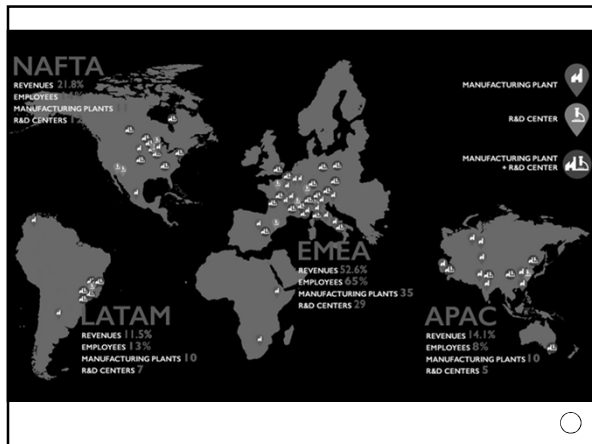 NAFTA
REVENUES 21.8%
EMPLOYEES
MANUFACTURING PLANTS
R&D CENTERS
MANUFACTURING PLANT
R&D CENTER
MANUFACTURING PLANT
+ R&D CENTER
EMEA
REVENUES 52.6%
EMPLOYEES 65%
MANUFACTURING PLANTS 35
R&D CENTERS 29
LATAM
REVENUES 11.5%
EMPLOYEES 13%
MANUFACTURING PLANTS 10
R&D CENTERS 7
APAC
REVENUES 14.1%
EMPLOYEES 8%
MANUFACTURING PLANTS 10
R&D CENTERS 5